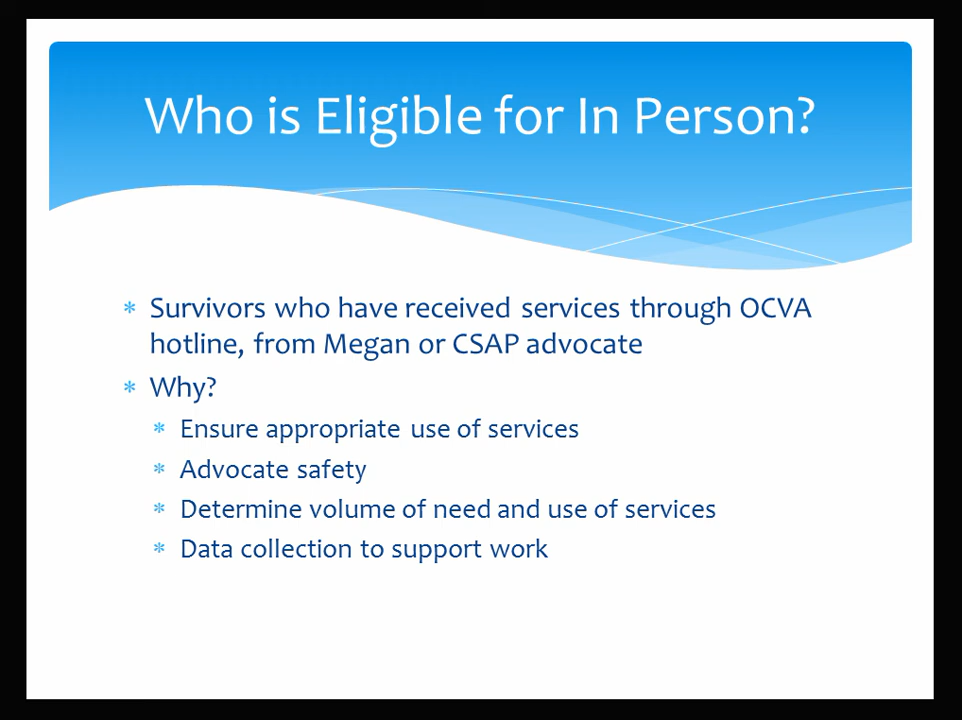 Who is Eligible for In Person?
* Survivors who have received services through OCVA
hotline, from Megan or CSAP advocate
* Why?
* Ensure appropriate use of services
* Advocate safety
* Determine volume of need and use of services
* Data collection to support work